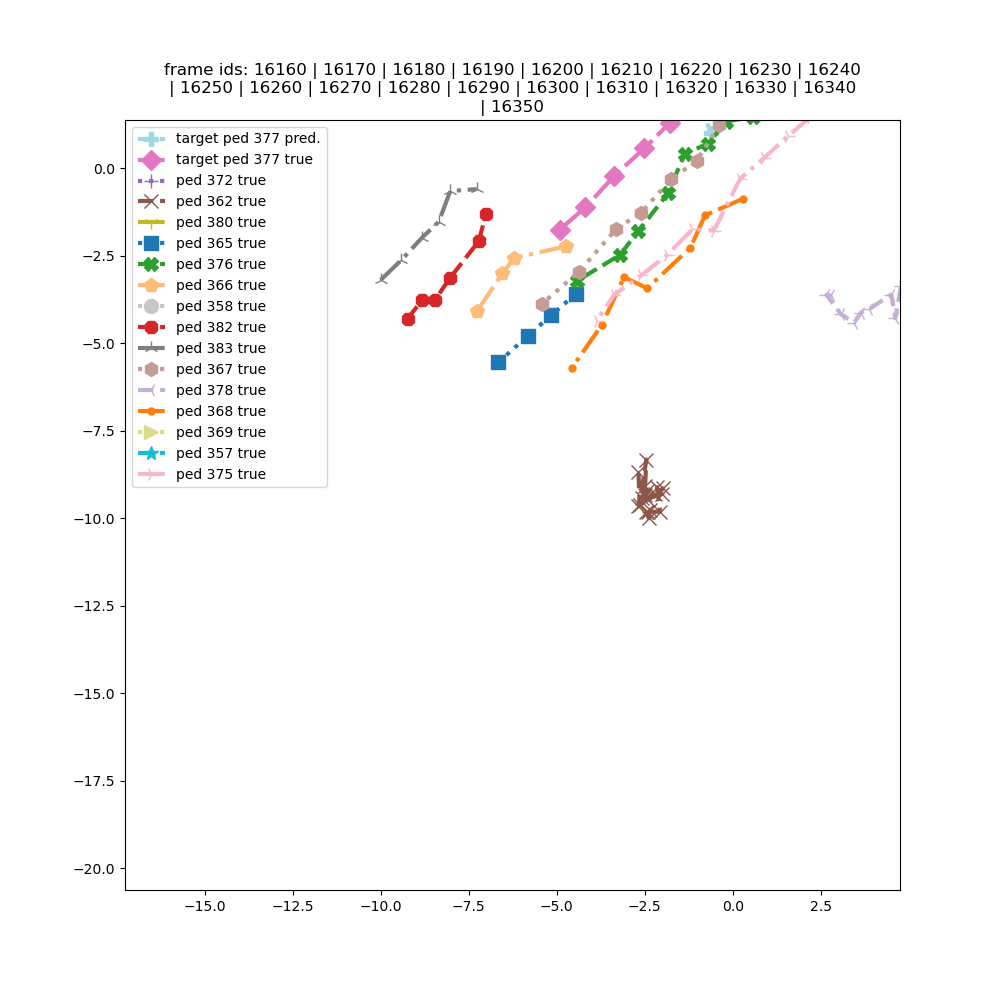 frame ids: 16160 | 16170 | 16180 | 16190 | 16200 | 16210 | 16220 | 16230 | 16240
| 16250 | 16260 | 16270 | 16280 | 16290 | 16300 | 16310 | 16320 | 16330 | 16340
| 16350
target ped 377 pred.
target ped 377 true
ped 372 true
ped 362 true
ped 380 true
ped 365 true
ped 376 true
ped 366 true
ped 358 true
ped 382 true
ped 383 true
ped 367 true
ped 378 true
ped 368 true
ped 369 true
ped 357 true
ped 375 true
0.0
−2.5
−5.0
−7.5
−10.0
−12.5
−15.0
−17.5
−20.0
−15.0 −12.5 −10.0 −7.5 −5.0 −2.5 0.0 2.5